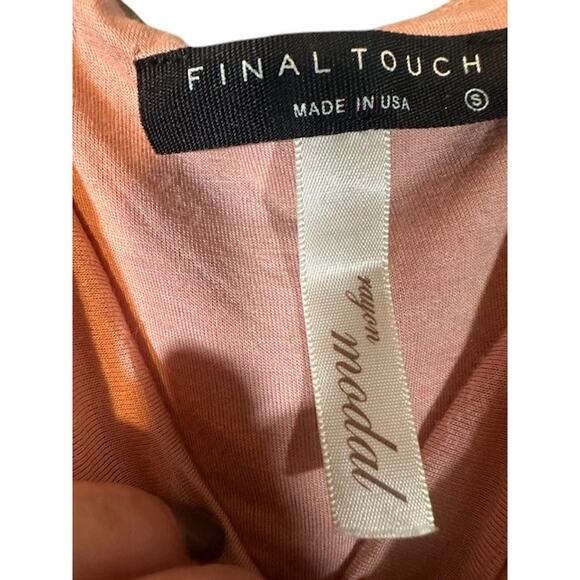 FINAL TOUCH
MADE IN USA
S
rayon
modal